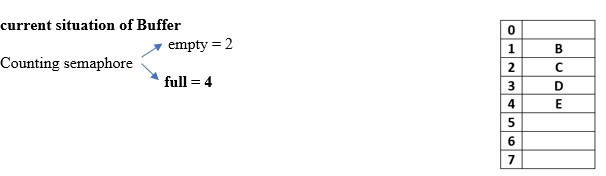 current situation of Buffer
empty = 2
Counting semaphore
full = 4
0
1 B
2 C
3 D
4 E
5
6
7